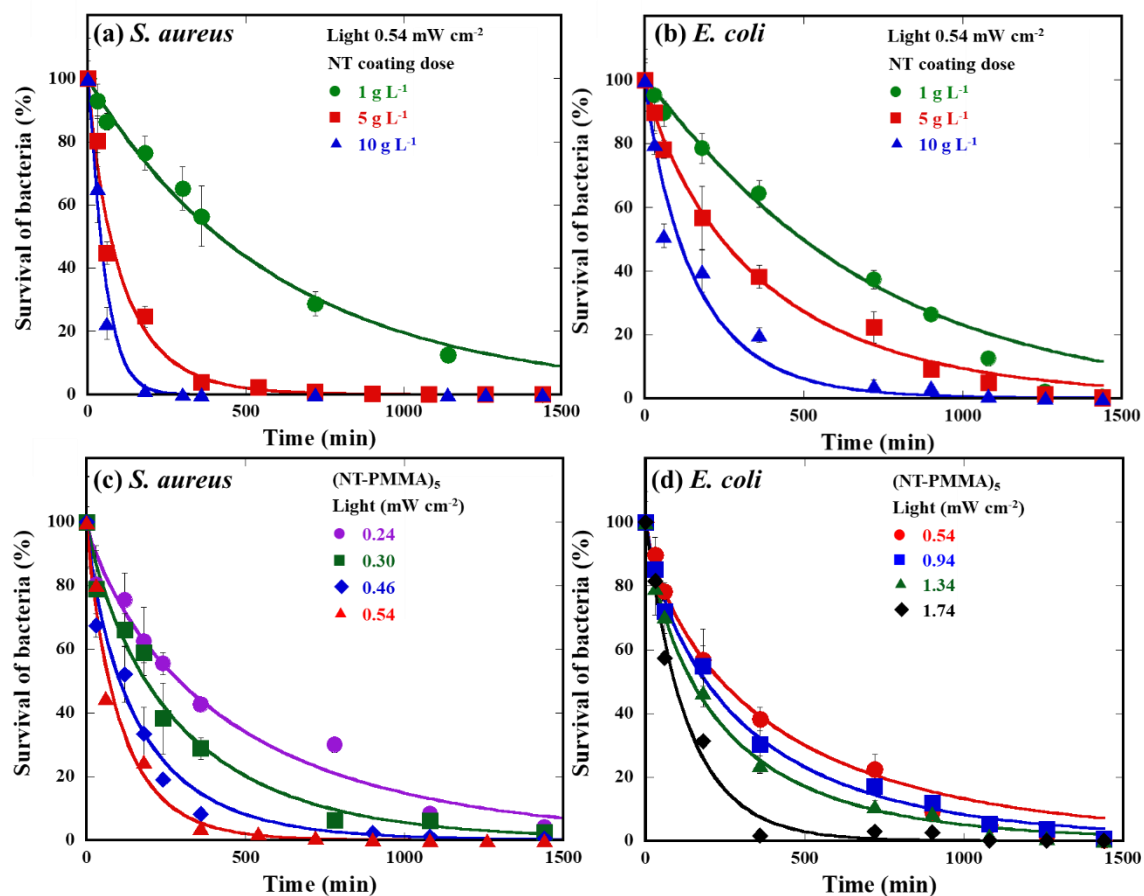 (a) S. aureus
Light 0.54 mW cm⁻²
NT coating dose
1 g L⁻¹
5 g L⁻¹
10 g L⁻¹
Survival of bacteria (%)
100
80
60
40
20
0
0 500 1000 1500
Time (min)
(b) E. coli
Light 0.54 mW cm⁻²
NT coating dose
1 g L⁻¹
5 g L⁻¹
10 g L⁻¹
Survival of bacteria (%)
100
80
60
40
20
0
0 500 1000 1500
Time (min)
(c) S. aureus
(NT-PMMA)₅
Light (mW cm⁻²)
0.24
0.30
0.46
0.54
Survival of bacteria (%)
100
80
60
40
20
0
0 500 1000 1500
Time (min)
(d) E. coli
(NT-PMMA)₅
Light (mW cm⁻²)
0.54
0.94
1.34
1.74
Survival of bacteria (%)
100
80
60
40
20
0
0 500 1000 1500
Time (min)